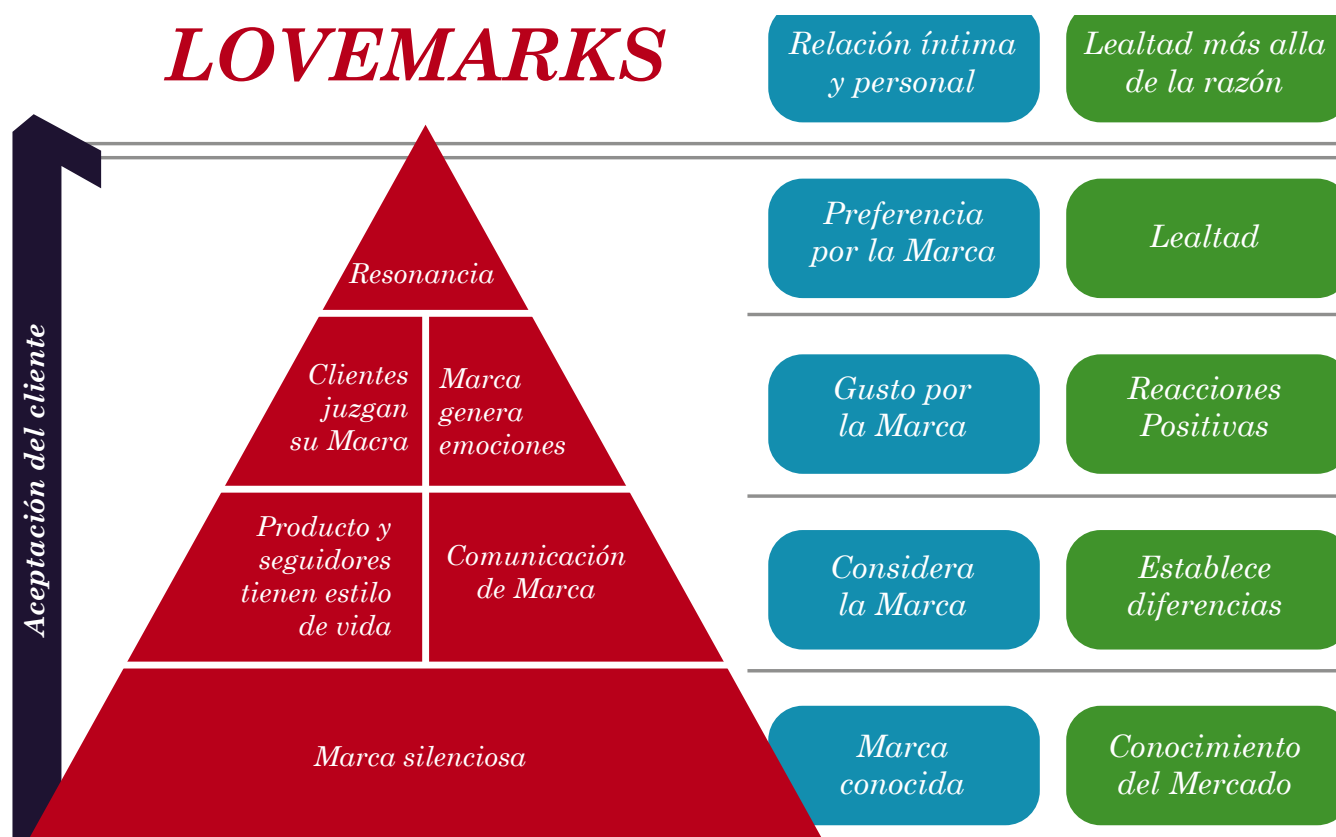 LOVEMARKS
Relación íntima
y personal
Lealtad más alla
de la razón
Aceptación del cliente
Resonancia
Preferencia
por la Marca
Lealtad
Clientes
juzgan
su Macra
Marca
genera
emociones
Gusto por
la Marca
Reacciones
Positivas
Producto y
seguidores
tienen estilo
de vida
Comunicación
de Marca
Considera
la Marca
Establece
diferencias
Marca silenciosa
Marca
conocida
Conocimiento
del Mercado